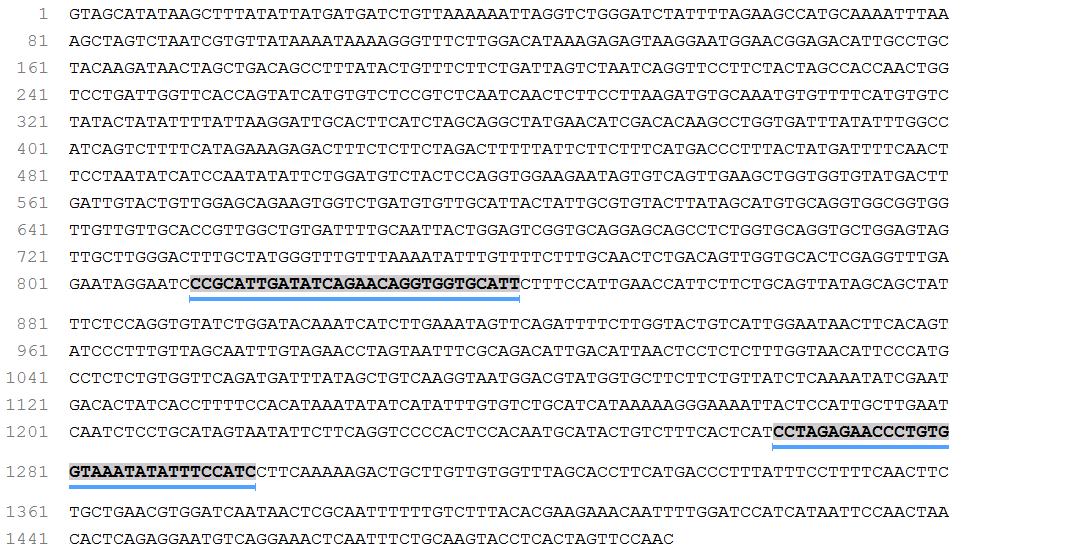 1 GTAGCATATAAGCTTTATATTATGATGATCTGTTAAAAAATTAGGTCTGGGATCTATTTTAGAAGCCATGCAAAATTTAA
81 AGCTAGTCTAATCGTGTTATAAAATAAAAGGGTTTCTTGGACATAAAGAGAGTAAGGAATGGAACGGAGACATTGCCTGC
161 TACAAGATAACTAGCTGACAGCCTTTATACTGTTTCTTCTGATTAGTCTAATCAGGTTCCTTCTACTAGCCACCAACTGG
241 TCCTGATTGGTTCACCAGTATCATGTGTCTCCGTCTCAATCAACTCTTCCTTAAGATGTGCAAATGTGTTTTCATGTGTC
321 TATACTATATTTTATTAAGGATTGCACTTCATCTAGCAGGCTATGAACATCGACACAAGCCTGGTGATTTATATTTGGCC
401 ATCAGTCTTTTCATAGAAAGAGACTTTCTCTTCTAGACTTTTTATTCTTCTTTCATGACCCTTTACTATGATTTTCAACT
481 TCCTAATATCATCCAATATATTCTGGATGTCTACTCCAGGTGGAAGAATAGTGTCAGTTGAAGCTGGTGGTGTATGACTT
561 GATTGTACTGTTGGAGCAGAAGTGGTCTGATGTGTTGCATTACTATTGCGTGTACTTATAGCATGTGCAGGTGGCGGTGG
641 TTGTTGTTGCACCGTTGGCTGTGATTTTGCAATTACTGGAGTCGGTGCAGGAGCAGCCTCTGGTGCAGGTGCTGGAGTAG
721 TTGCTTGGGACTTTGCTATGGGTTTGTTTAAAATATTTGTTTTCTTTGCAACTCTGACAGTTGGTGCACTCGAGGTTTGA
801 GAATAGGAATCCCGCATTGATATCAGAACAGGTGGTGCATTCTTTCCATTGAACCATTCTTCTGCAGTTATAGCAGCTAT
881 TTCTCCAGGTGTATCTGGATACAAATCATCTTGAAATAGTTCAGATTTTCTTGGTACTGTCATTGGAATAACTTCACAGT
961 ATCCCTTTGTTAGCAATTTGTAGAACCTAGTAATTTCGCAGACATTGACATTAACTCCTCTCTTTGGTAACATTCCCATG
1041 CCTCTCTGTGGTTCAGATGATTTATAGCTGTCAAGGTAATGGACGTATGGTGCTTCTTCTGTTATCTCAAAATATCGAAT
1121 GACACTATCACCTTTTCCACATAAATATATCATATTTGTGTCTGCATCATAAAAAGGGAAAATTACTCCATTGCTTGAAT
1201 CAATCTCCTGCATAGTAATATTCTTCAGGTCCCCACTCCACAATGCATACTGTCTTTCACTCATCCTAGAGAACCCTGTG
1281 GTAAATATATTTCCATCCTTCAAAAAGACTGCTTGTTGTGGTTTAGCACCTTCATGACCCTTTATTTCCTTTTCAACTTC
1361 TGCTGAACGTGGATCAATAACTCGCAATTTTTTGTCTTTACACGAAGAAACAATTTTGGATCCATCATAATTCCAACTAA
1441 CACTCAGAGGAATGTCAGGAAACTCAATTTCTGCAAGTACCTCACTAGTTCCAAC